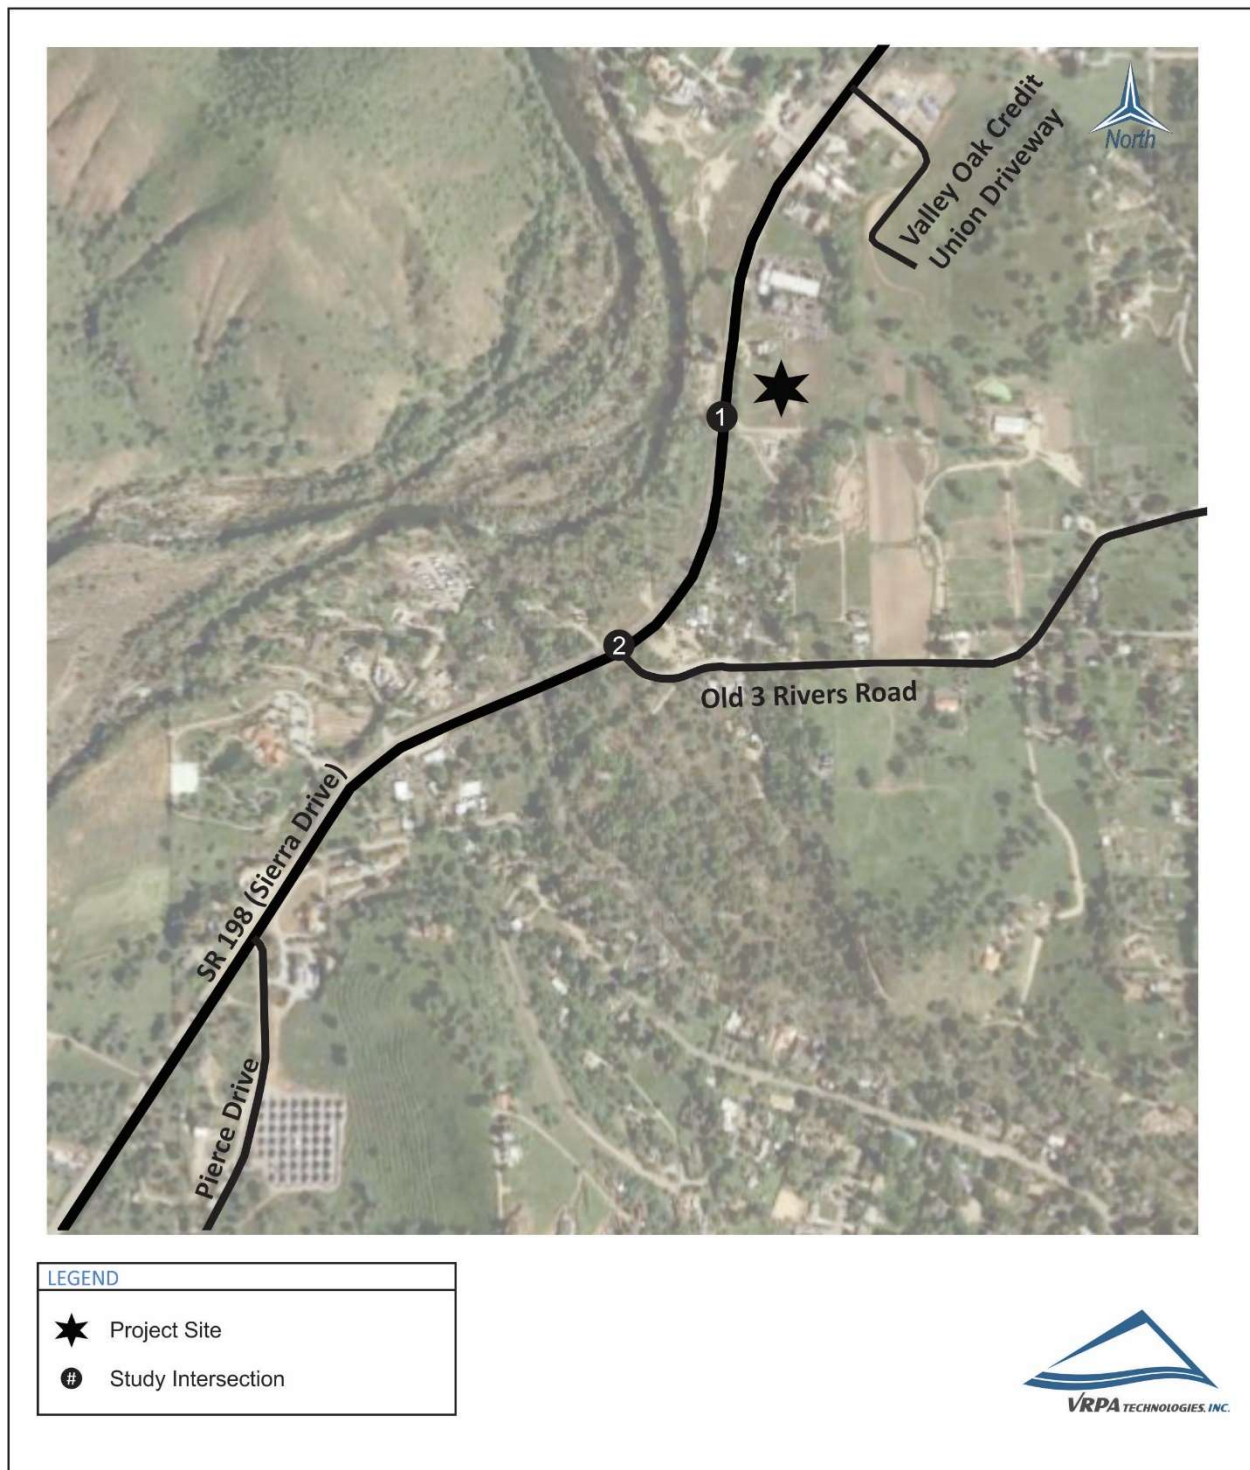 North
Valley Oak Credit
Union Driveway
1
2
Old 3 Rivers Road
SR 198 (Sierra Drive)
Pierce Drive
LEGEND
Project Site
# Study Intersection
VRPA TECHNOLOGIES, INC.